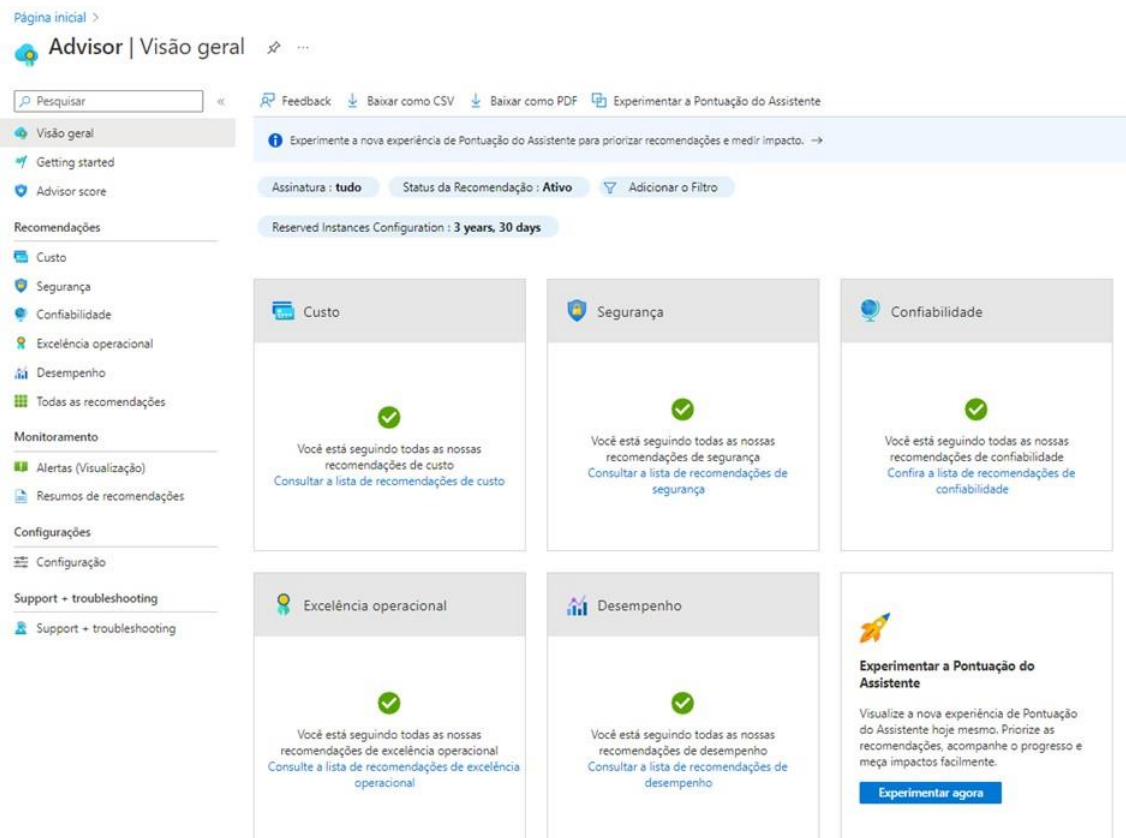 Página inicial >
Advisor | Visão geral ...
Pesquisar «
Visão geral
Getting started
Advisor score
Recomendações
Custo
Segurança
Confiabilidade
Excelência operacional
Desempenho
Todas as recomendações
Monitoramento
Alertas (Visualização)
Resumos de recomendações
Configurações
Configuração
Support + troubleshooting
Support + troubleshooting
Feedback Baixar como CSV Baixar como PDF Experimentar a Pontuação do Assistente
Experimente a nova experiência de Pontuação do Assistente para priorizar recomendações e medir impacto. →
Assinatura : tudo Status da Recomendação : Ativo Adicionar o Filtro
Reserved Instances Configuration : 3 years, 30 days
Custo
Você está seguindo todas as nossas
recomendações de custo
Consultar a lista de recomendações de custo
Segurança
Você está seguindo todas as nossas
recomendações de segurança
Consultar a lista de recomendações de
segurança
Confiabilidade
Você está seguindo todas as nossas
recomendações de confiabilidade
Confira a lista de recomendações de
confiabilidade
Excelência operacional
Você está seguindo todas as nossas
recomendações de excelência operacional
Consulte a lista de recomendações de excelência
operacional
Desempenho
Você está seguindo todas as nossas
recomendações de desempenho
Consultar a lista de recomendações de
desempenho
Experimentar a Pontuação do
Assistente
Visualize a nova experiência de Pontuação
do Assistente hoje mesmo. Priorize as
recomendações, acompanhe o progresso e
meça impactos facilmente.
Experimentar agora